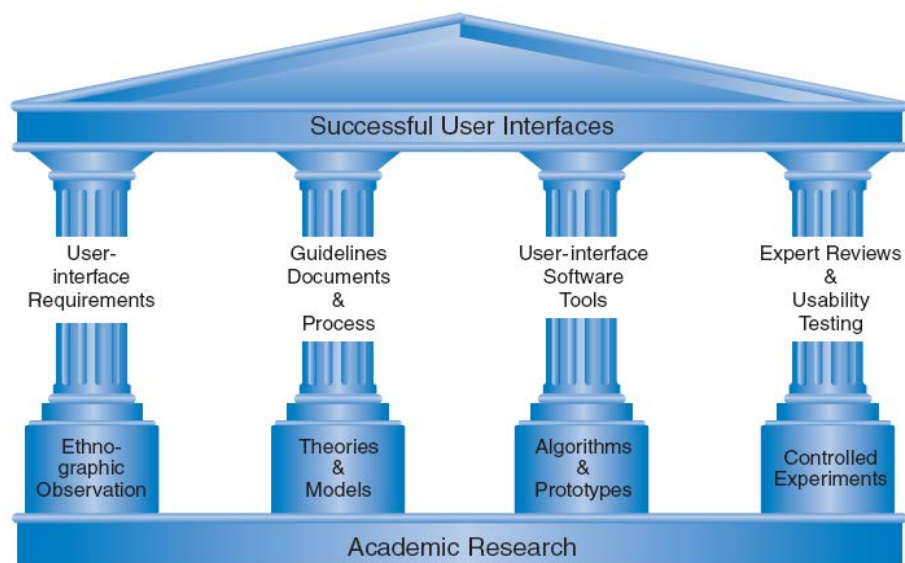 Successful User Interfaces
User-
interface
Requirements
Guidelines
Documents
&
Process
User-interface
Software
Tools
Expert Reviews
&
Usability
Testing
Ethno-
graphic
Observation
Theories
&
Models
Algorithms
&
Prototypes
Controlled
Experiments
Academic Research